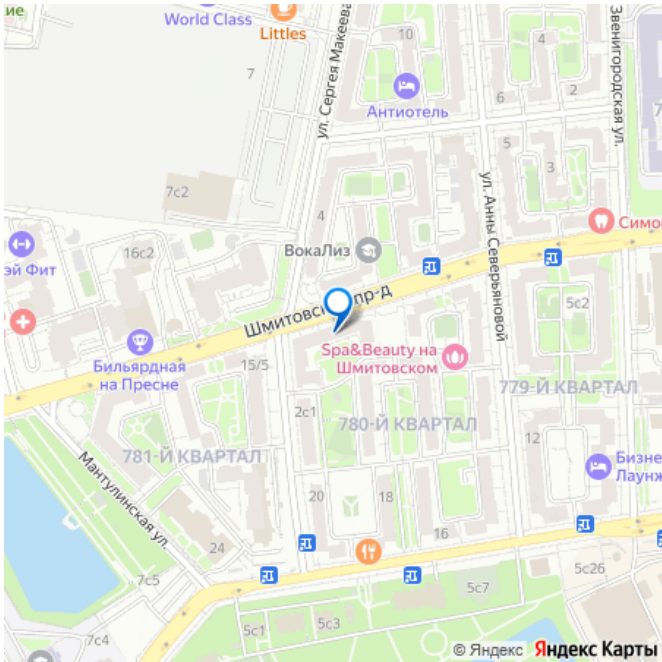 кие
World Class
Littles
ул. Сергея Макеева
Звенигородская ул.
10
4
7
Антиотель
6
2
7с2
5
3
ул. Анны Северьяновой
4
Симо
ВокаЛиз
16с2
эй Фит
5с2
Шмитовский пр-д
Бильярдная
на Пресне
15/5
Spa&Beauty на
Шмитовском
779-Й КВАРТАЛ
2с1
780-Й КВАРТАЛ
12
781-Й КВАРТАЛ
Бизне
Лаунж
Мантулинская ул.
20
18
16
24
7с5
5с7
5с26
5с1
5с3
7с4
© Яндекс Яндекс Карты